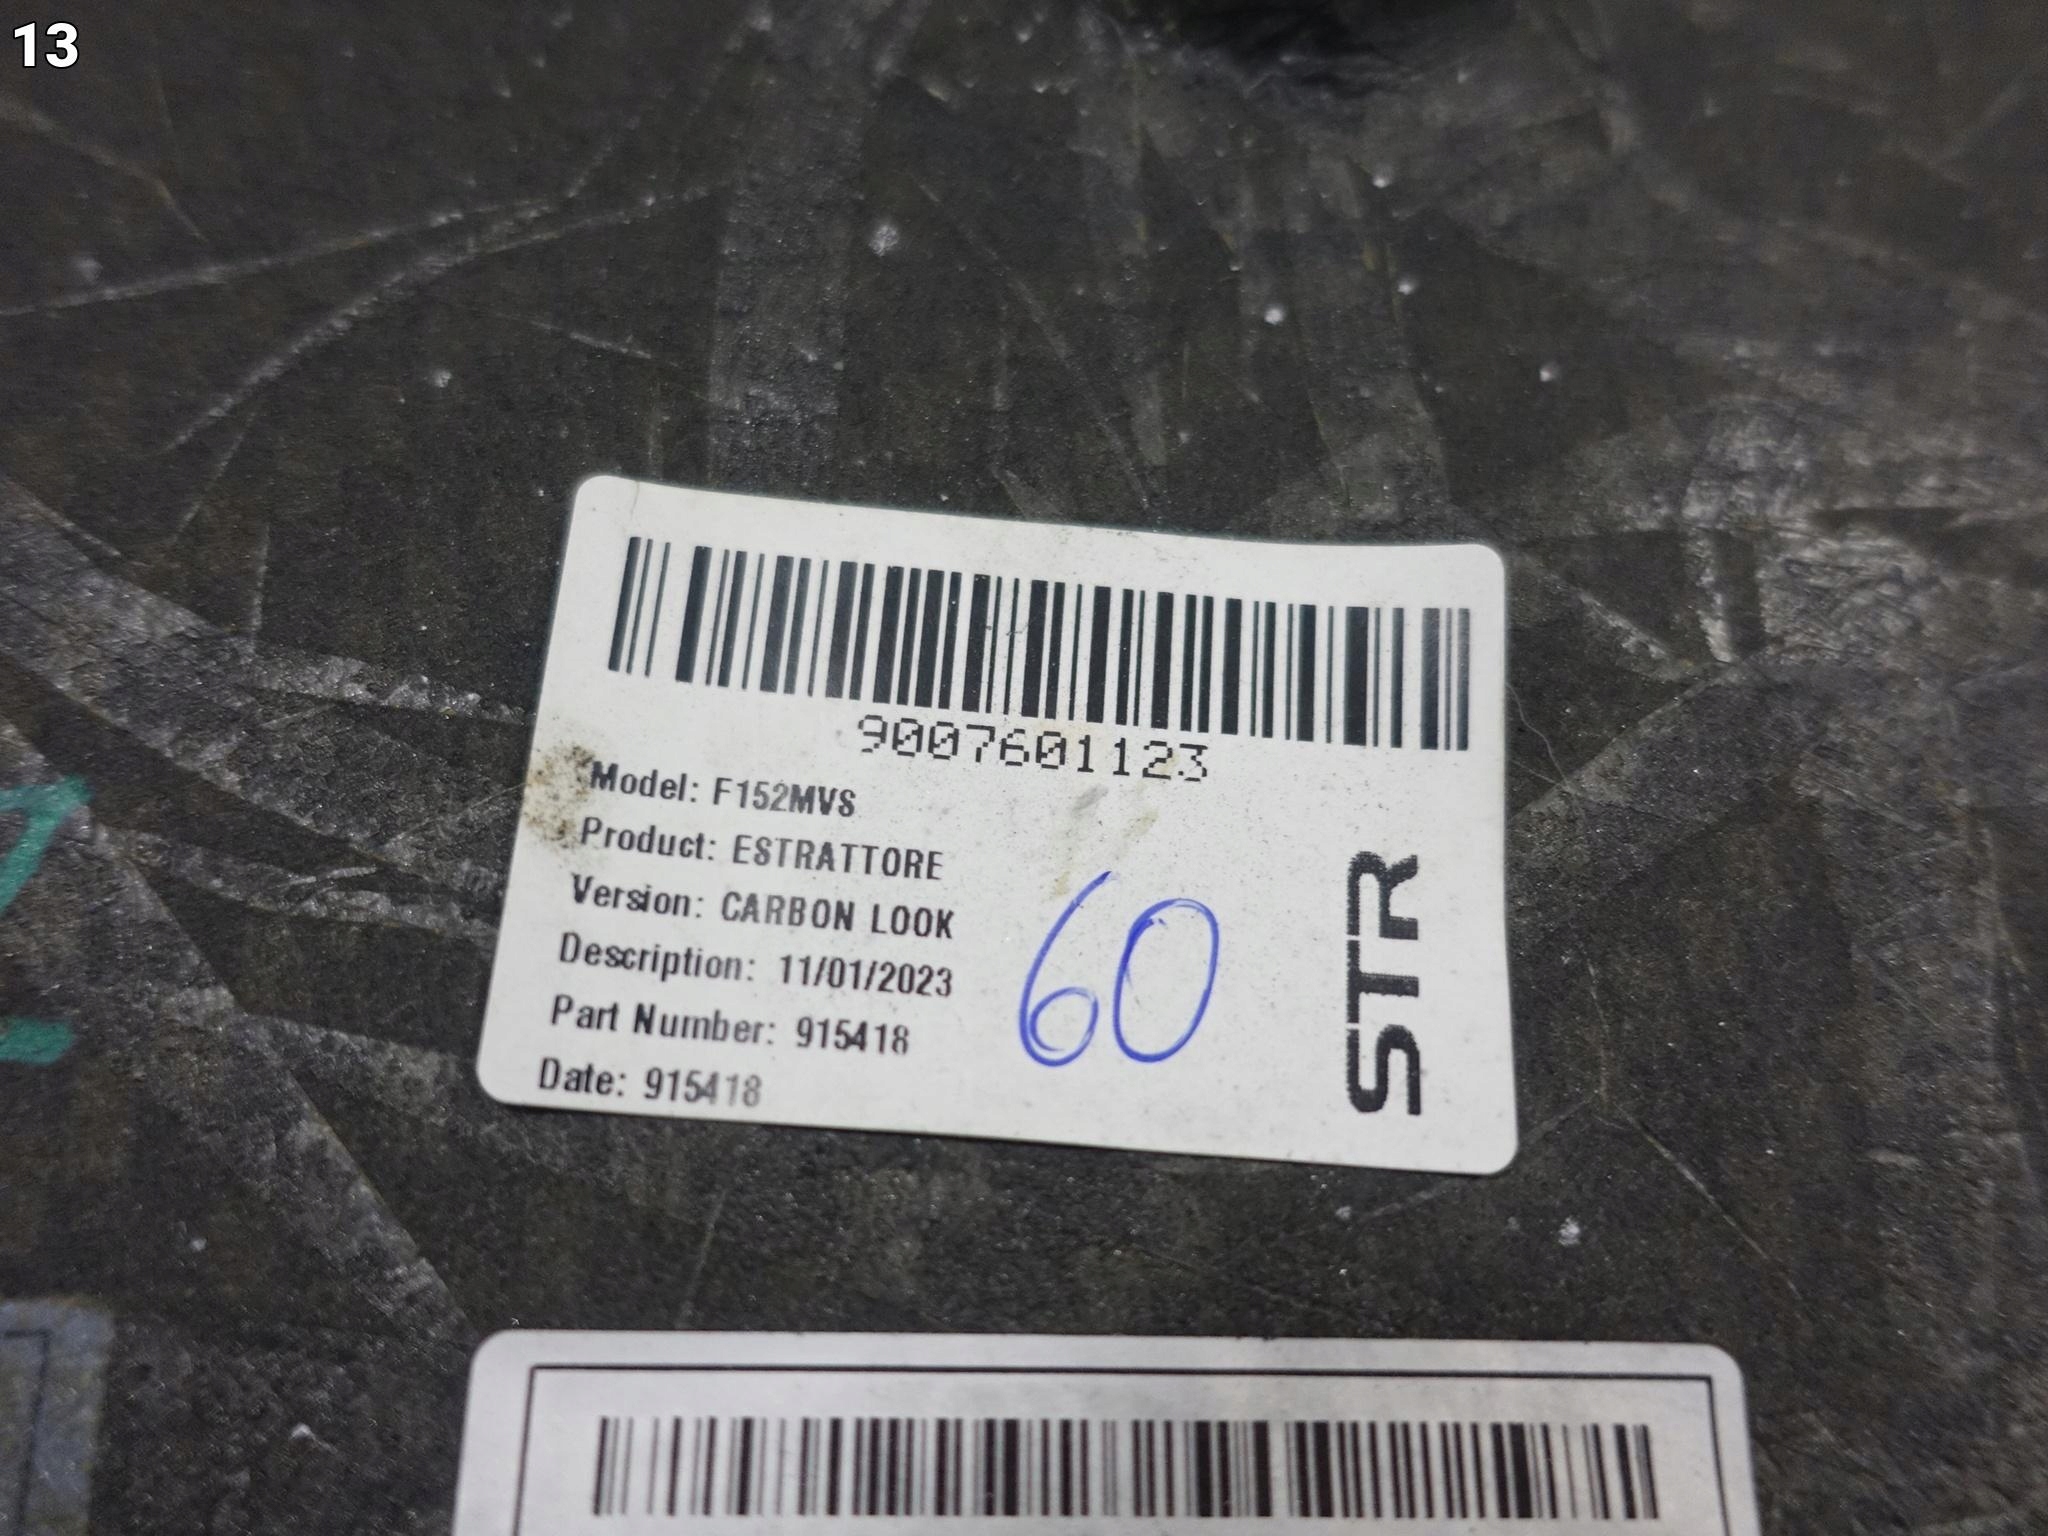 13
9007601123
Model: F152MVS
Product: ESTRATTORE
Version: CARBON LOOK
Description: 11/01/2023
Part Number: 915418
Date: 915418
60
STR